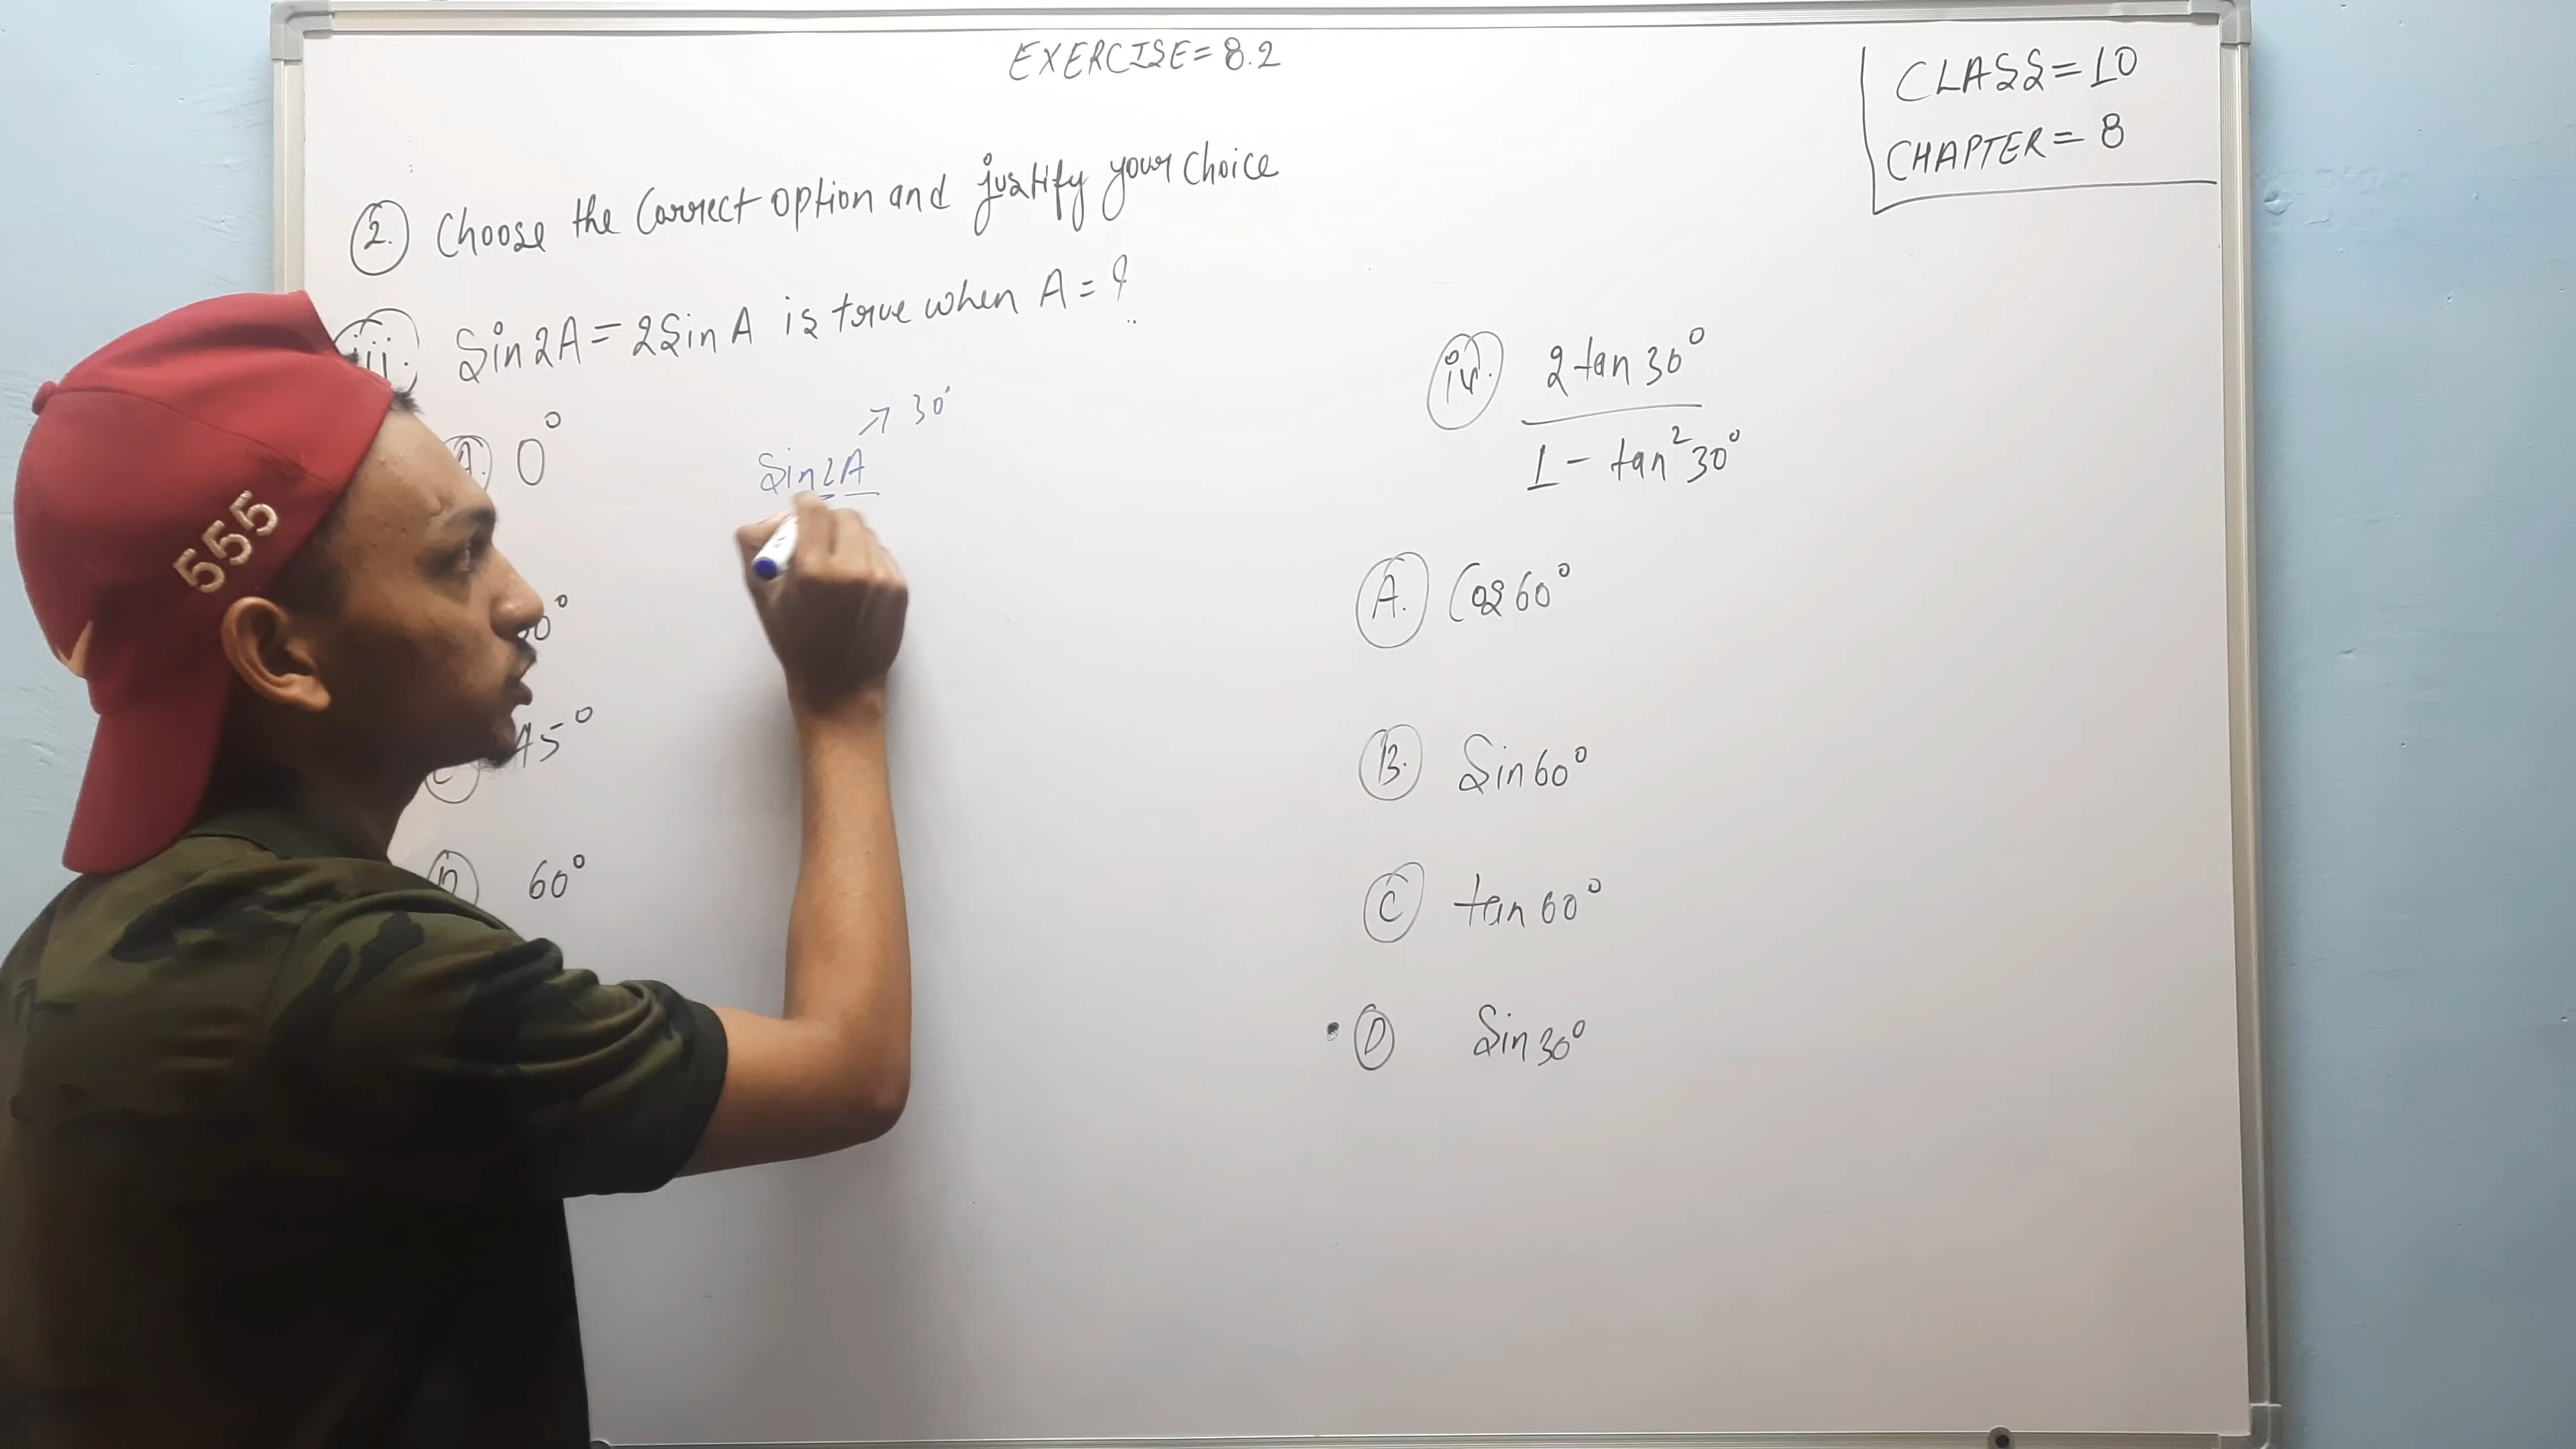 EXERCISE = 8.2
CLASS = 10
CHAPTER = 8
2. Choose the Correct option and justify your choice
iii. Sin 2A = 2 Sin A is true when A = ?
A. 0°
0°
C 45°
D 60°
→ 30°
Sin 2A
iv. 2 tan 30°
1 - tan² 30°
A. Cos 60°
B. Sin 60°
C tan 60°
D Sin 30°
555